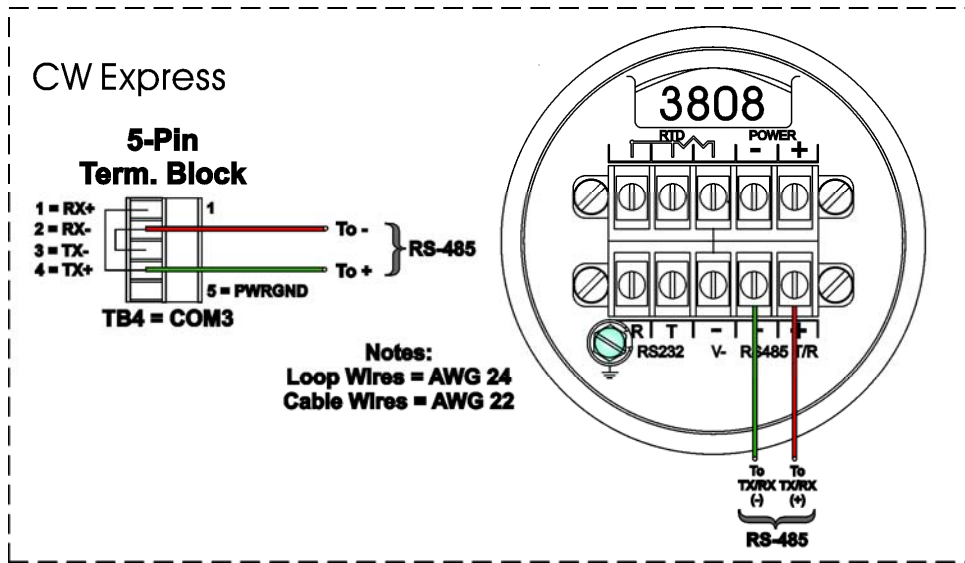 CW Express
5-Pin
Term. Block
1 = RX+
2 = RX-
3 = TX-
4 = TX+
1
5 = PWRGND
To -
To +
RS-485
TB4 = COM3
Notes:
Loop Wires = AWG 24
Cable Wires = AWG 22
3808
RTD POWER
- +
R T - - +
RS232 V- RS485 T/R
To To
TX/RX TX/RX
(-) (+)
RS-485